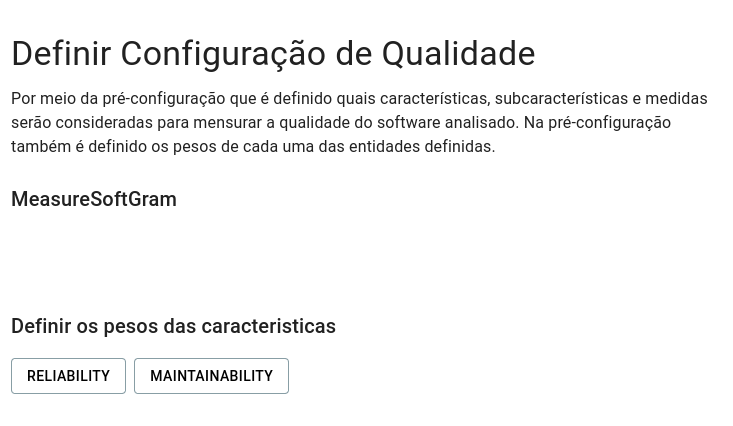 Definir Configuração de Qualidade
Por meio da pré-configuração que é definido quais características, subcaracterísticas e medidas
serão consideradas para mensurar a qualidade do software analisado. Na pré-configuração
também é definido os pesos de cada uma das entidades definidas.
MeasureSoftGram
Definir os pesos das caracteristicas
RELIABILITY MAINTAINABILITY